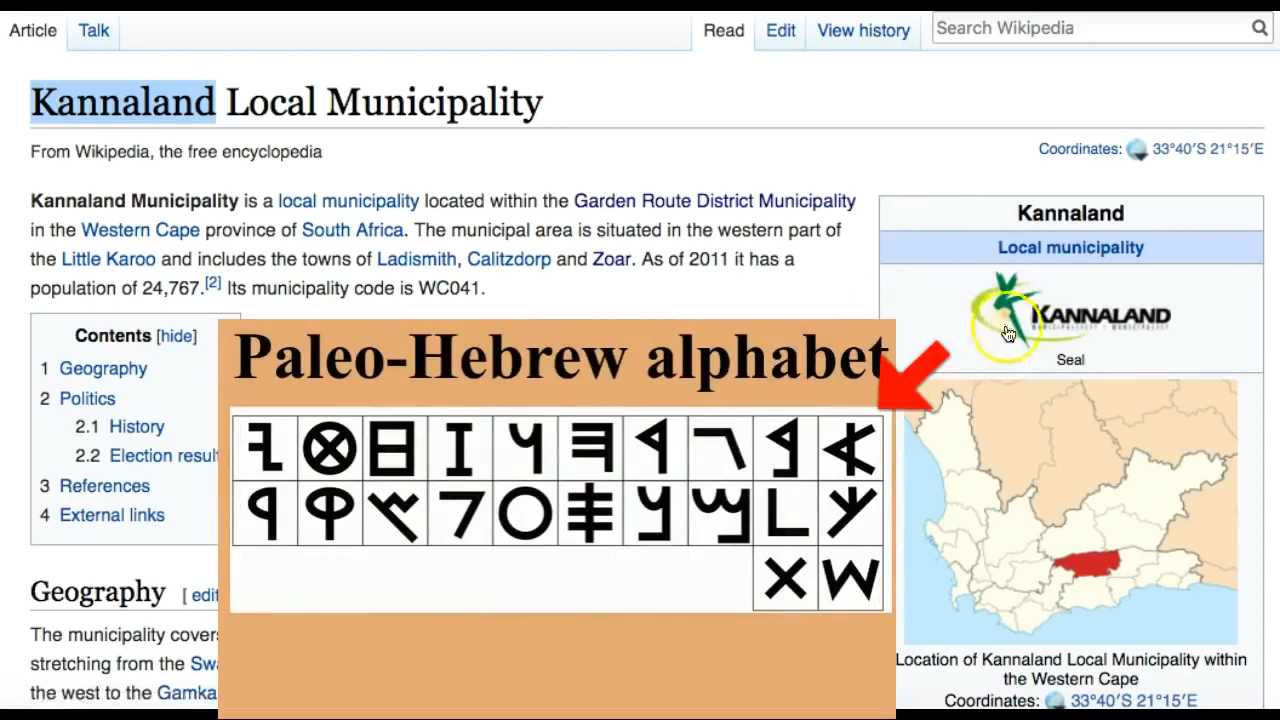 Article Talk Read Edit View history Search Wikipedia
Kannaland Local Municipality
From Wikipedia, the free encyclopedia
Coordinates: 33°40′S 21°15′E
Kannaland Municipality is a local municipality located within the Garden Route District Municipality
in the Western Cape province of South Africa. The municipal area is situated in the western part of
the Little Karoo and includes the towns of Ladismith, Calitzdorp and Zoar. As of 2011 it has a
population of 24,767.[2] Its municipality code is WC041.
Contents [hide]
1 Geography
2 Politics
2.1 History
2.2 Election resul
3 References
4 External links
Geography [ edi
The municipality cover
stretching from the Swa
the west to the Gamka
Paleo-Hebrew alphabet
𐤉 𐤈 𐤇 𐤆 𐤅 𐤄 𐤃 𐤂 𐤁 𐤀
𐤒 𐤑 𐤐 𐤏 𐤎 𐤍 𐤌 𐤋 𐤊
𐤕 𐤔
Kannaland
Local municipality
KANNALAND
Seal
Location of Kannaland Local Municipality within
the Western Cape
Coordinates: 33°40′S 21°15′E